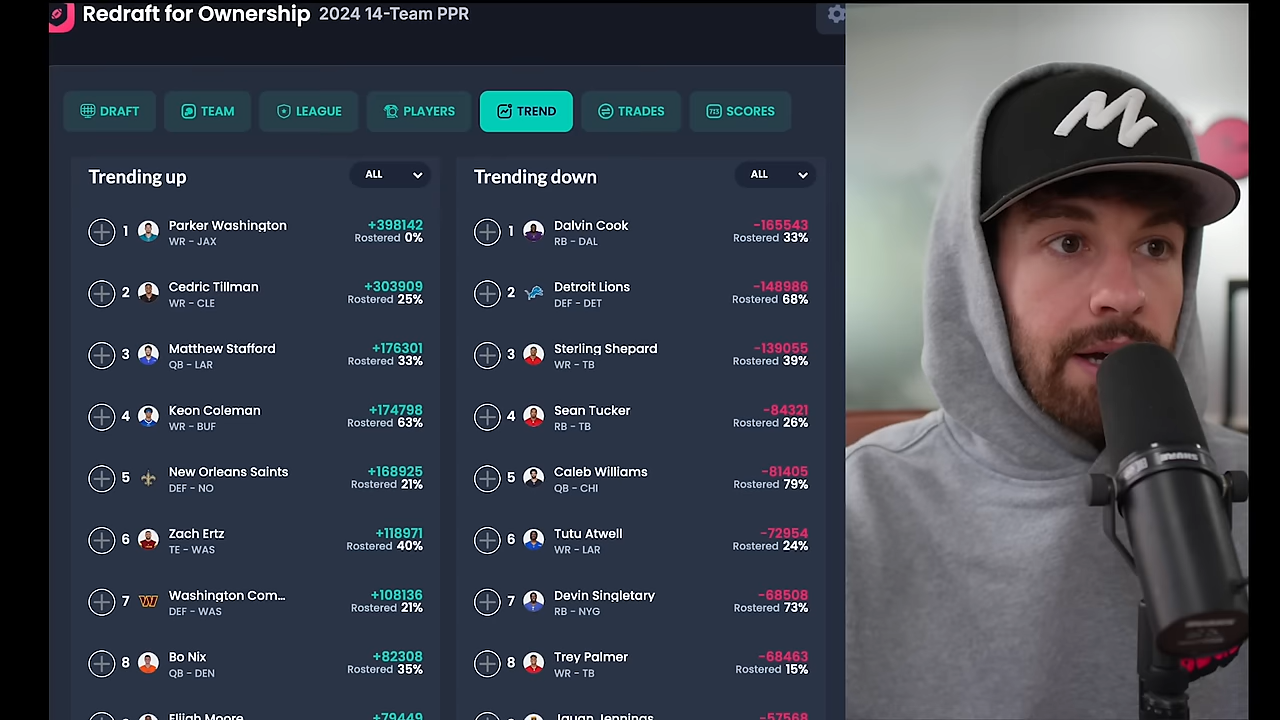 Redraft for Ownership 2024 14-Team PPR
DRAFT TEAM LEAGUE PLAYERS TREND TRADES SCORES
Trending up ALL
1 Parker Washington +398142
WR - JAX Rostered 0%
2 Cedric Tillman +303909
WR - CLE Rostered 25%
3 Matthew Stafford +176301
QB - LAR Rostered 33%
4 Keon Coleman +174798
WR - BUF Rostered 63%
5 New Orleans Saints +168925
DEF - NO Rostered 21%
6 Zach Ertz +118971
TE - WAS Rostered 40%
7 Washington Com... +108136
DEF - WAS Rostered 21%
8 Bo Nix +82308
QB - DEN Rostered 35%
Elijah Moore +79449
Trending down ALL
1 Dalvin Cook -165543
RB - DAL Rostered 33%
2 Detroit Lions -148986
DEF - DET Rostered 68%
3 Sterling Shepard -139055
WR - TB Rostered 39%
4 Sean Tucker -84321
RB - TB Rostered 26%
5 Caleb Williams -81405
QB - CHI Rostered 79%
6 Tutu Atwell -72954
WR - LAR Rostered 24%
7 Devin Singletary -68508
RB - NYG Rostered 73%
8 Trey Palmer -68463
WR - TB Rostered 15%
Jauan Jennings -57568
SHURE